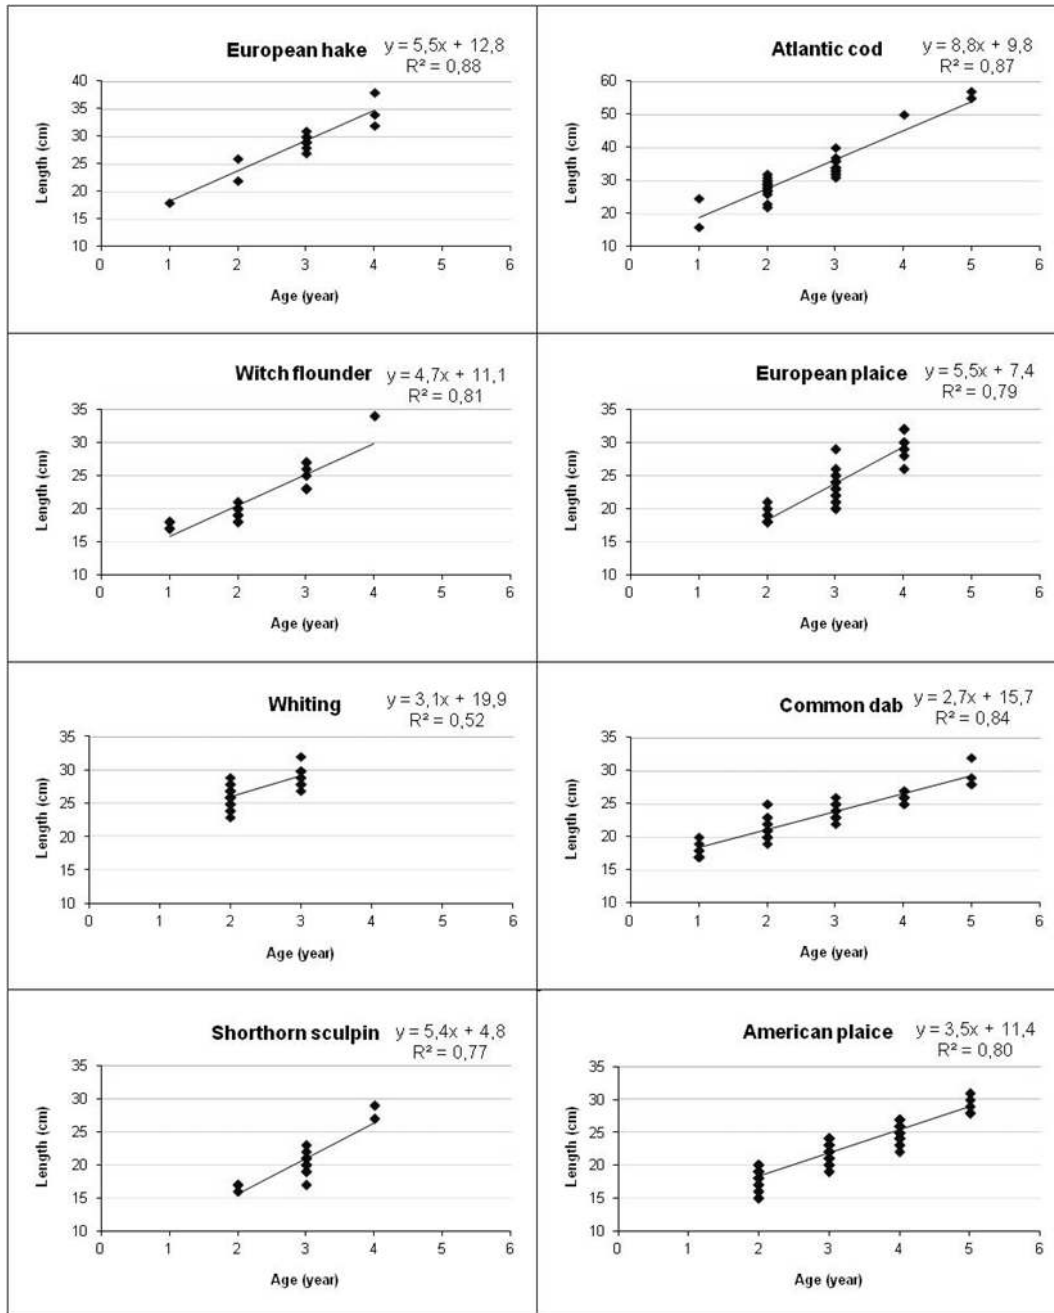 European hake
y = 5,5x + 12,8
R² = 0,88
Length (cm)
40
35
30
25
20
15
10
0 1 2 3 4 5 6
Age (year)
Atlantic cod
y = 8,8x + 9,8
R² = 0,87
Length (cm)
60
50
40
30
20
10
0 1 2 3 4 5 6
Age (year)
Witch flounder
y = 4,7x + 11,1
R² = 0,81
Length (cm)
35
30
25
20
15
10
0 1 2 3 4 5 6
Age (year)
European plaice
y = 5,5x + 7,4
R² = 0,79
Length (cm)
35
30
25
20
15
10
0 1 2 3 4 5 6
Age (year)
Whiting
y = 3,1x + 19,9
R² = 0,52
Length (cm)
35
30
25
20
15
10
0 1 2 3 4 5 6
Age (year)
Common dab
y = 2,7x + 15,7
R² = 0,84
Length (cm)
35
30
25
20
15
10
0 1 2 3 4 5 6
Age (year)
Shorthorn sculpin
y = 5,4x + 4,8
R² = 0,77
Length (cm)
35
30
25
20
15
10
0 1 2 3 4 5 6
Age (year)
American plaice
y = 3,5x + 11,4
R² = 0,80
Length (cm)
35
30
25
20
15
10
0 1 2 3 4 5 6
Age (year)